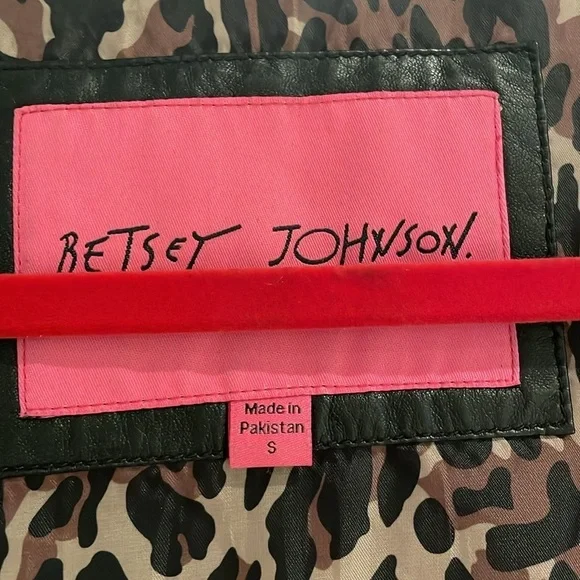 BETSEY JOHNSON.
Made in
Pakistan
S